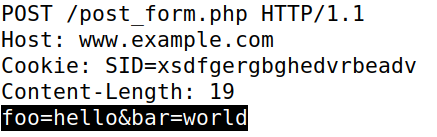 POST /post_form.php HTTP/1.1
Host: www.example.com
Cookie: SID=xsdfgergbghedvrbeadv
Content-Length: 19
foo=hello&bar=world